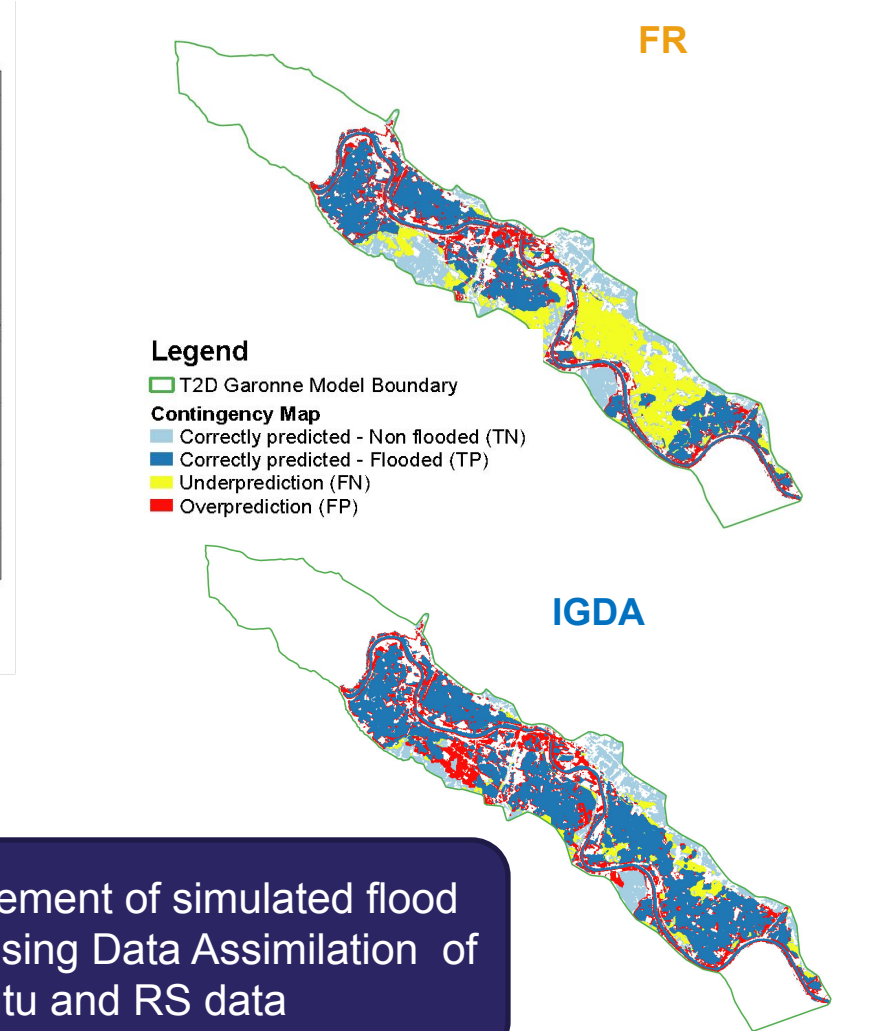 FR
Legend
T2D Garonne Model Boundary
Contingency Map
Correctly predicted - Non flooded (TN)
Correctly predicted - Flooded (TP)
Underprediction (FN)
Overprediction (FP)
IGDA
ement of simulated flood
sing Data Assimilation of
tu and RS data